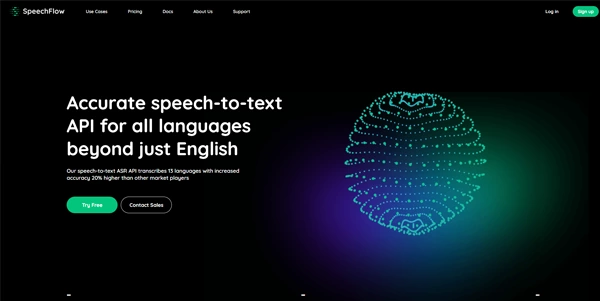 SpeechFlow
Use Cases
Pricing
Docs
About Us
Support
Log in
Sign up
Accurate speech-to-text
API for all languages
beyond just English
Our speech-to-text ASR API transcribes 13 languages with increased
accuracy 20% higher than other market players
Try Free
Contact Sales